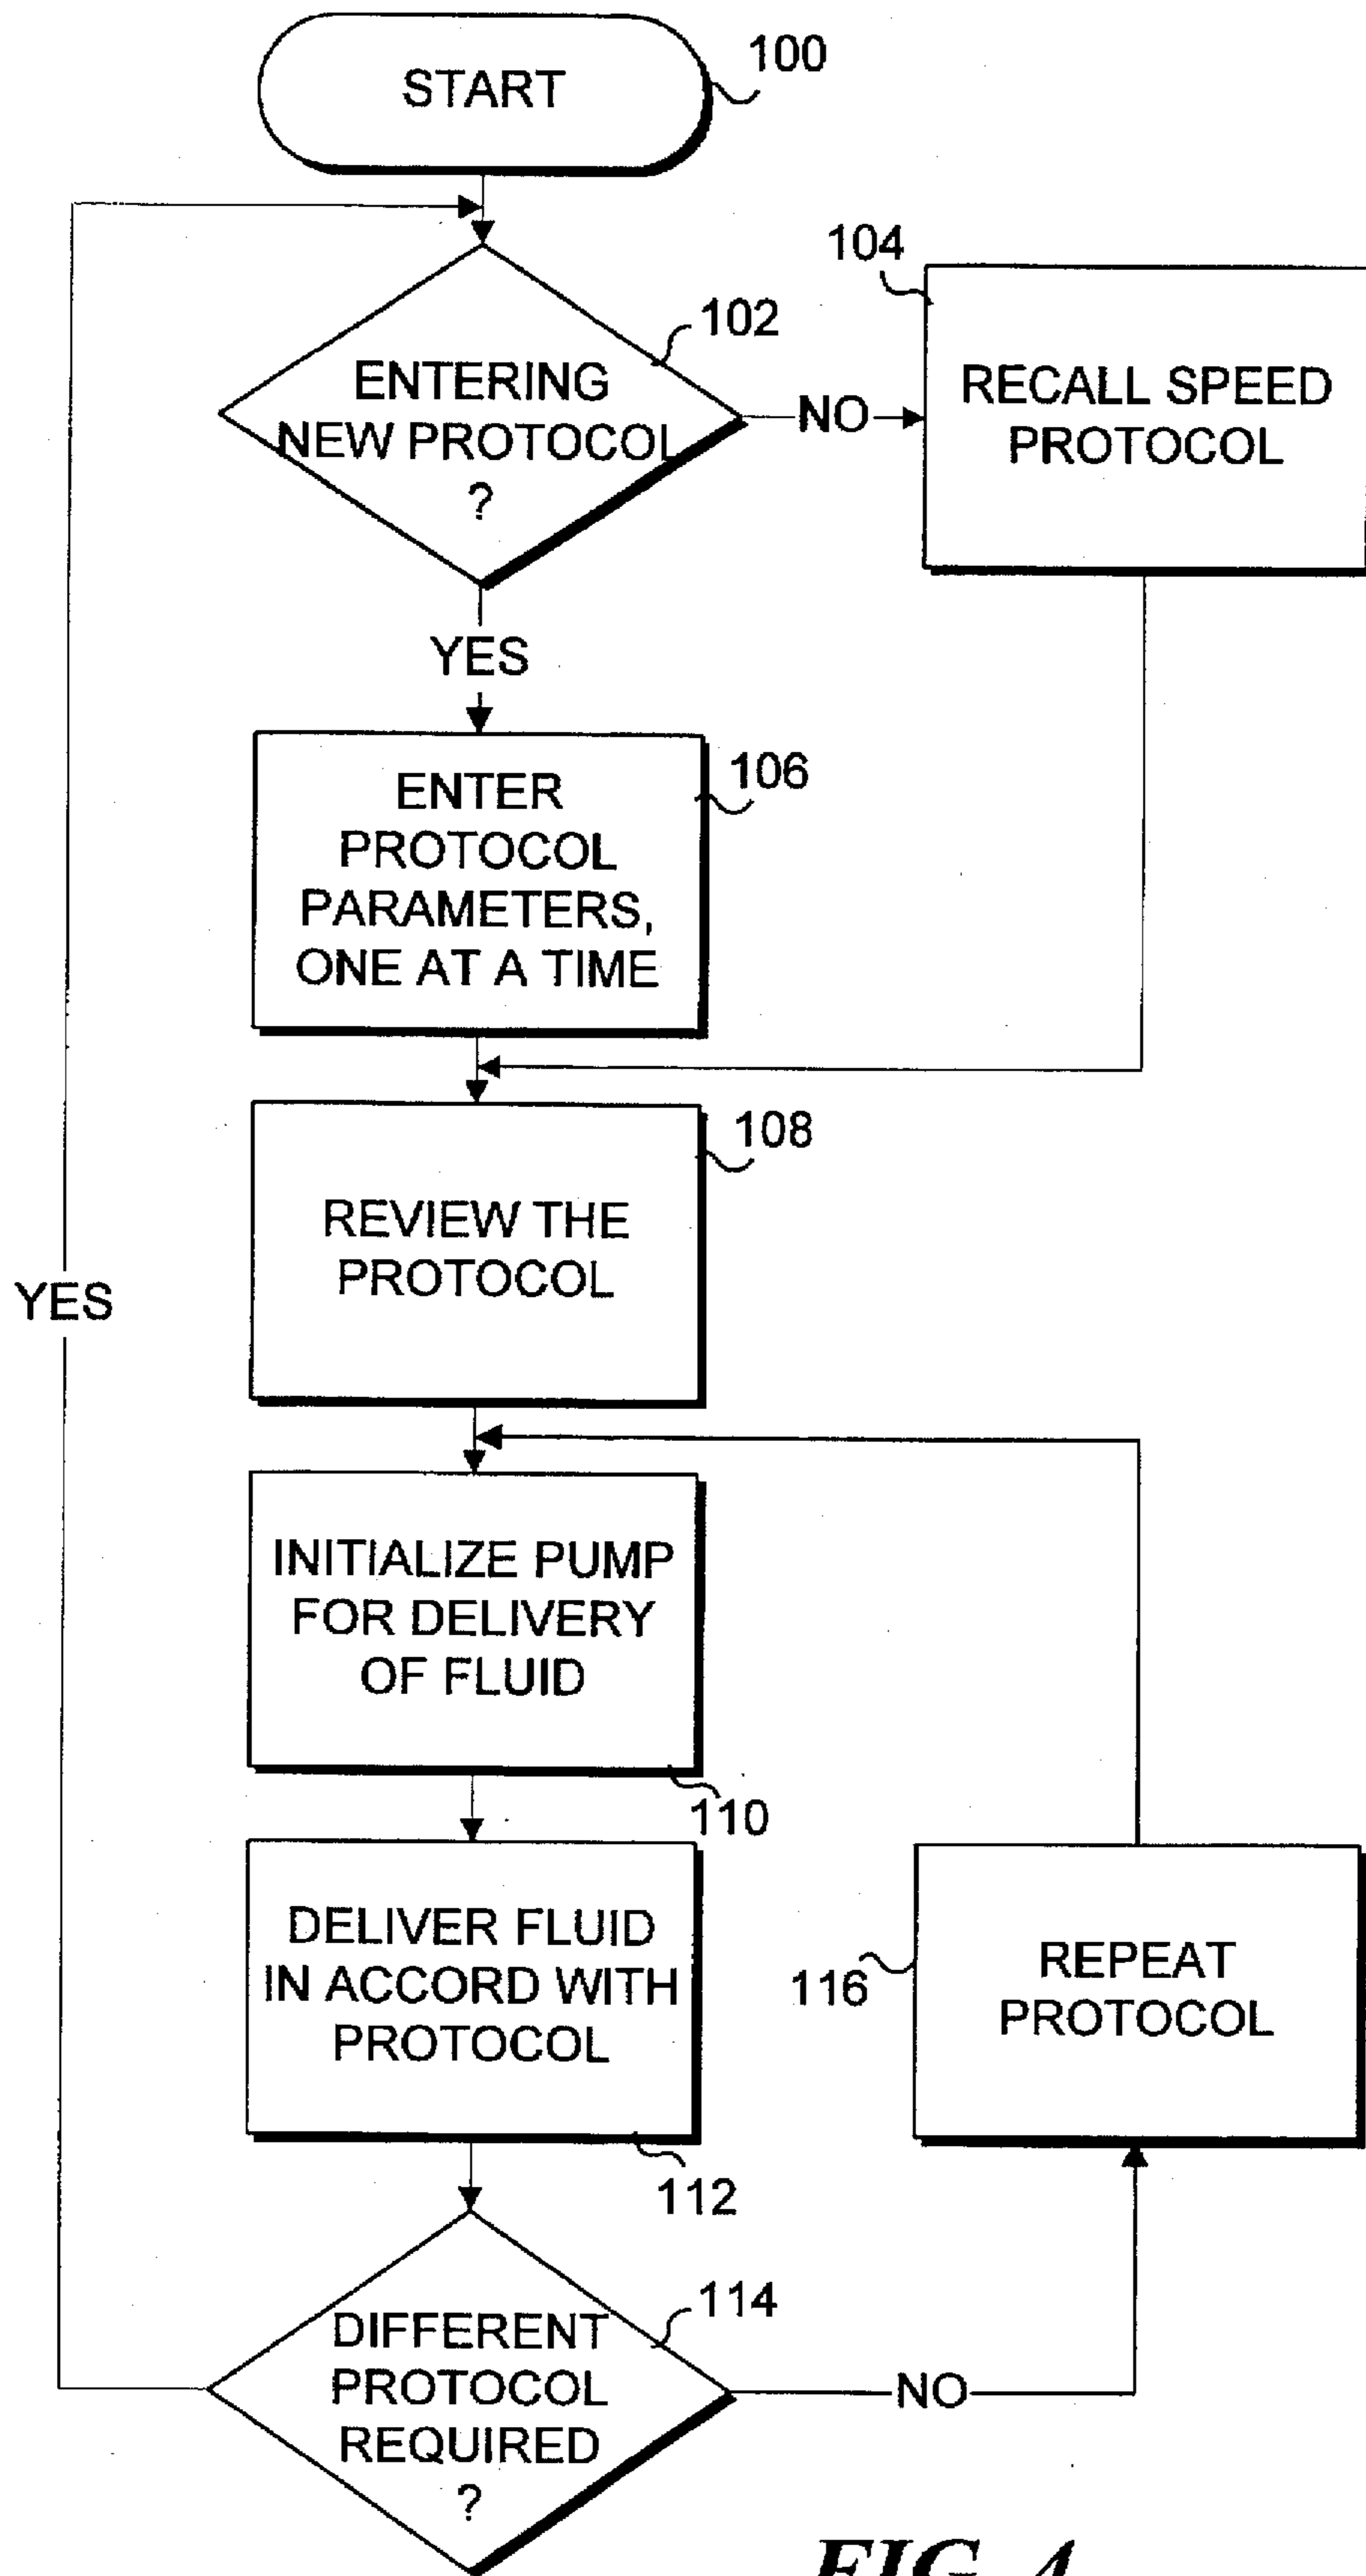 START
100
ENTERING
NEW PROTOCOL
?
102
NO
104
RECALL SPEED
PROTOCOL
YES
ENTER
PROTOCOL
PARAMETERS,
ONE AT A TIME
106
REVIEW THE
PROTOCOL
108
YES
INITIALIZE PUMP
FOR DELIVERY
OF FLUID
110
DELIVER FLUID
IN ACCORD WITH
PROTOCOL
112
116
REPEAT
PROTOCOL
DIFFERENT
PROTOCOL
REQUIRED
?
114
NO
FIG. 4